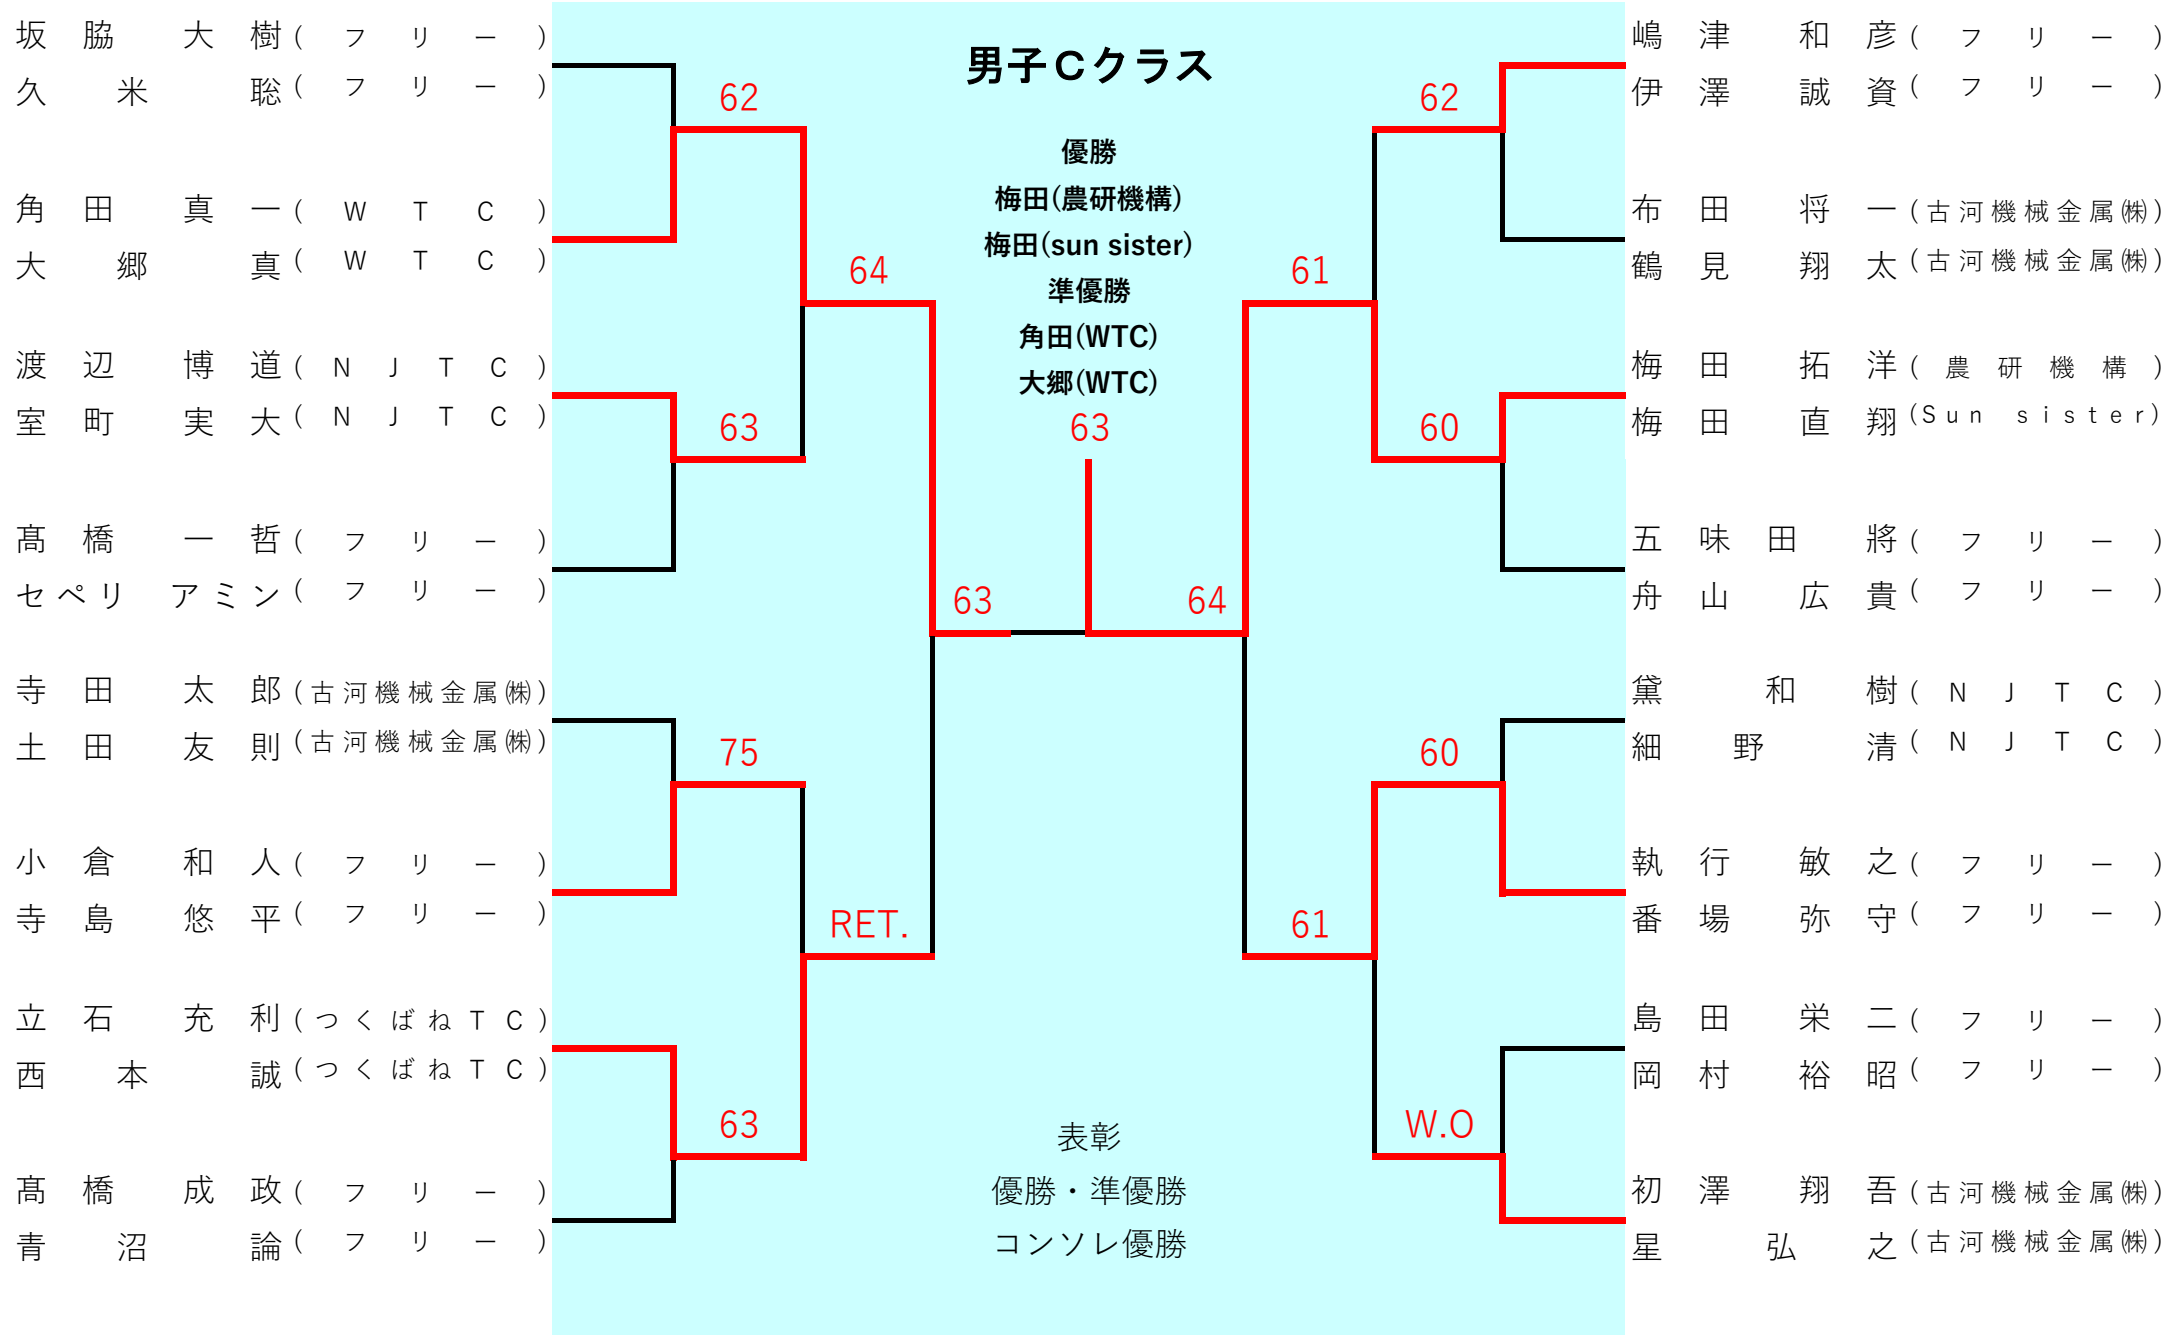 男子Ｃクラス
坂脇 大樹(フリー)
久米 聡(フリー)
角田 真一(WTC)
大郷 真(WTC)
渡辺 博道(NJTC)
室町 実大(NJTC)
髙橋 一哲(フリー)
セペリ アミン(フリー)
寺田 太郎(古河機械金属㈱)
土田 友則(古河機械金属㈱)
小倉 和人(フリー)
寺島 悠平(フリー)
立石 充利(つくばねTC)
西本 誠(つくばねTC)
髙橋 成政(フリー)
青沼 論(フリー)
62
63
75
63
64
RET.
63
優勝
梅田(農研機構)
梅田(sun sister)
準優勝
角田(WTC)
大郷(WTC)
63
64
61
61
62
60
60
W.O
嶋津 和彦(フリー)
伊澤 誠資(フリー)
布田 将一(古河機械金属㈱)
鶴見 翔太(古河機械金属㈱)
梅田 拓洋(農研機構)
梅田 直翔(Sun sister)
五味田 將(フリー)
舟山 広貴(フリー)
黛 和樹(NJTC)
細野 清(NJTC)
執行 敏之(フリー)
番場 弥守(フリー)
島田 栄二(フリー)
岡村 裕昭(フリー)
初澤 翔吾(古河機械金属㈱)
星 弘之(古河機械金属㈱)
表彰
優勝・準優勝
コンソレ優勝